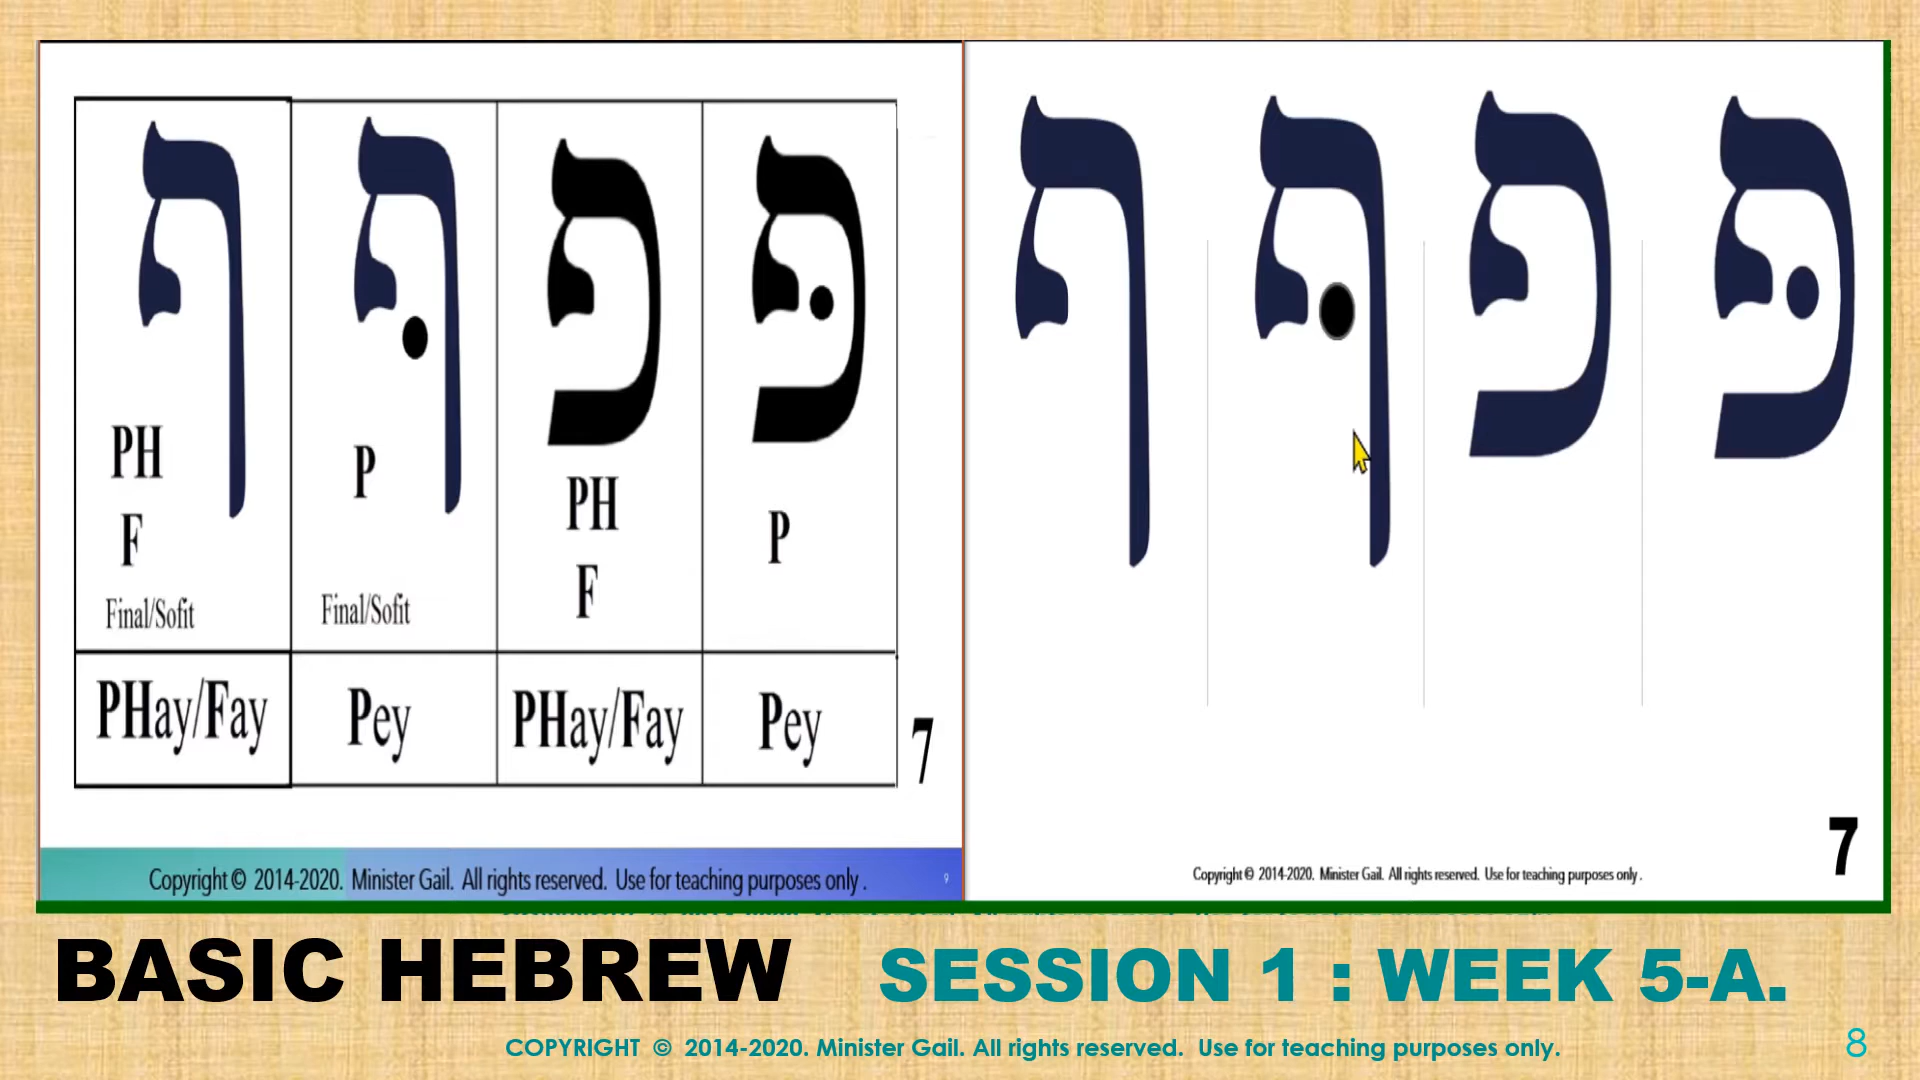 ף ףּ פ פּ
PH
F
Final/Sofit
P
Final/Sofit
PH
F
P
PHay/Fay Pey PHay/Fay Pey
7
Copyright © 2014-2020. Minister Gail. All rights reserved. Use for teaching purposes only .
9
ף ףּ פ פּ
7
Copyright © 2014-2020. Minister Gail. All rights reserved. Use for teaching purposes only .
BASIC HEBREW SESSION 1 : WEEK 5-A.
COPYRIGHT © 2014-2020. Minister Gail. All rights reserved. Use for teaching purposes only.
8